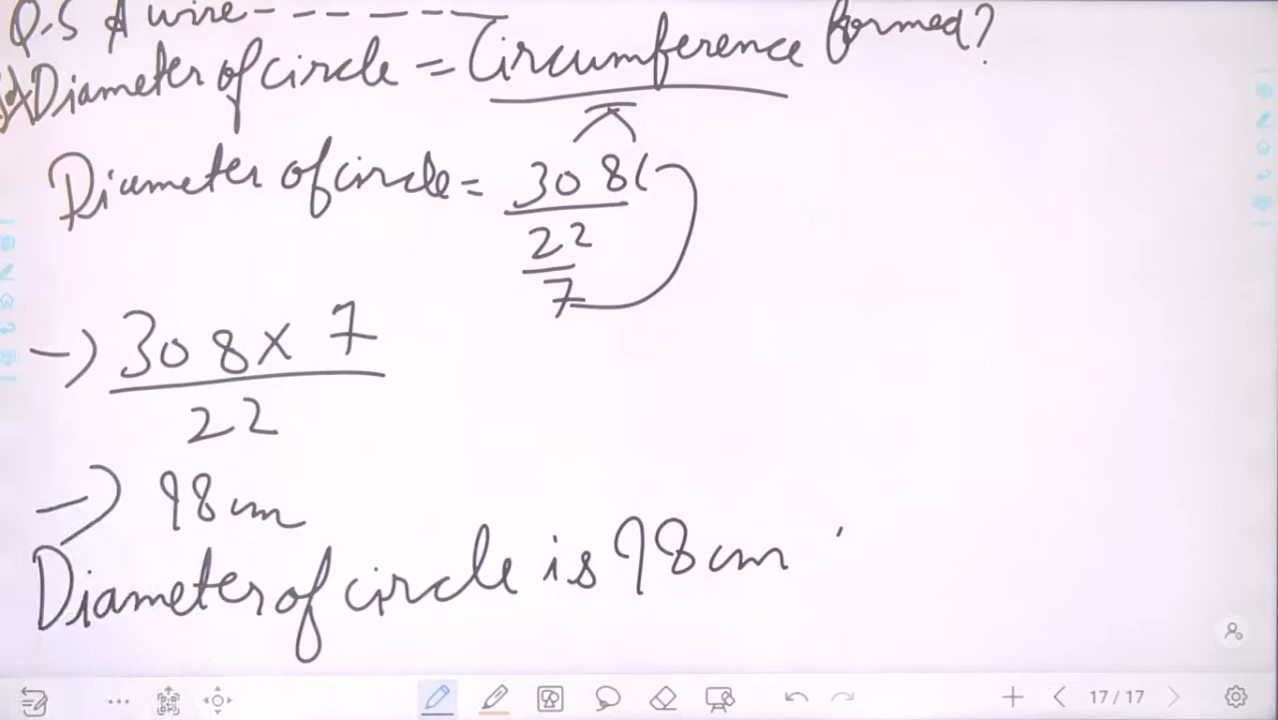 Q.5 A wire - - - - - - - formed?
Diameter of circle = Circumference
π
Diameter of circle = 308
22
7
→ 308 x 7
22
→ 98 cm
Diameter of circle is 98 cm
17/17